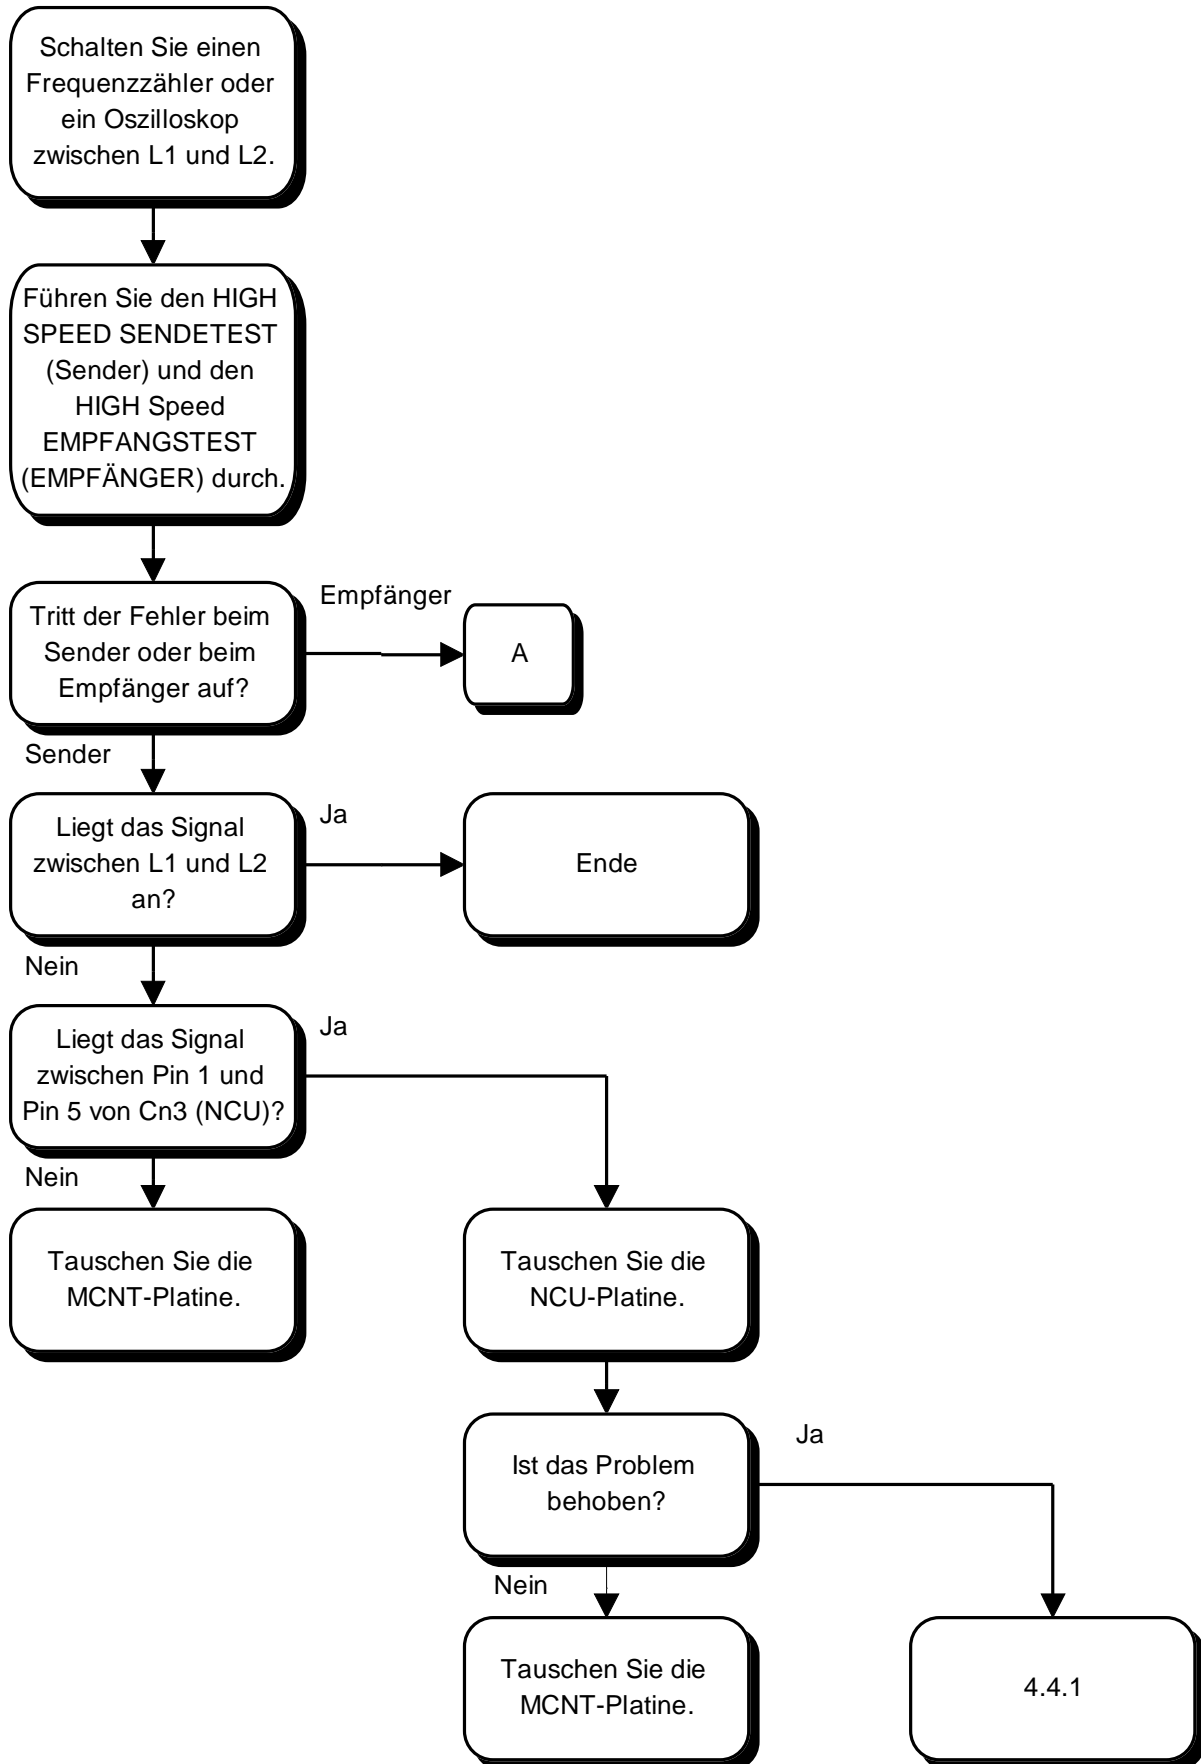 Schalten Sie einen
Frequenzzähler oder
ein Oszilloskop
zwischen L1 und L2.
Führen Sie den HIGH
SPEED SENDETEST
(Sender) und den
HIGH Speed
EMPFANGSTEST
(EMPFÄNGER) durch.
Tritt der Fehler beim
Sender oder beim
Empfänger auf?
Empfänger
A
Sender
Liegt das Signal
zwischen L1 und L2
an?
Ja
Ende
Nein
Liegt das Signal
zwischen Pin 1 und
Pin 5 von Cn3 (NCU)?
Ja
Nein
Tauschen Sie die
MCNT-Platine.
Tauschen Sie die
NCU-Platine.
Ist das Problem
behoben?
Ja
Nein
Tauschen Sie die
MCNT-Platine.
4.4.1